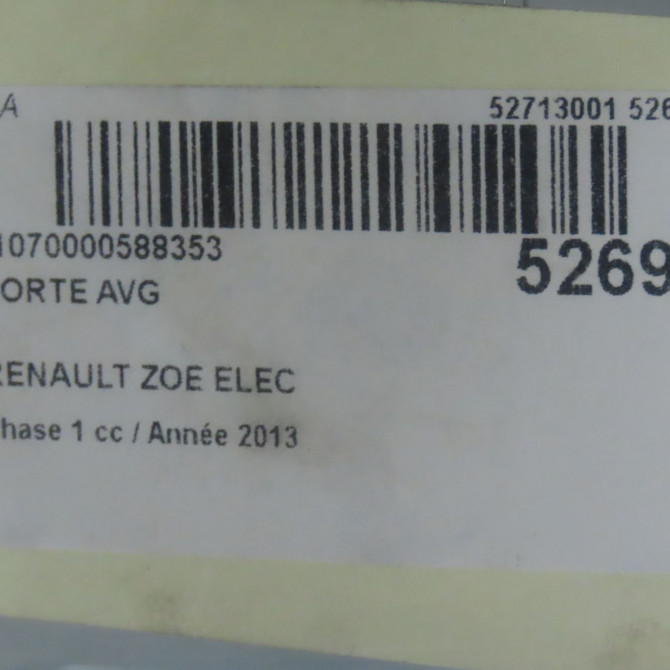 A 52713001 526
1070000588353
5269
ORTE AVG
RENAULT ZOE ELEC
hase 1 cc / Année 2013